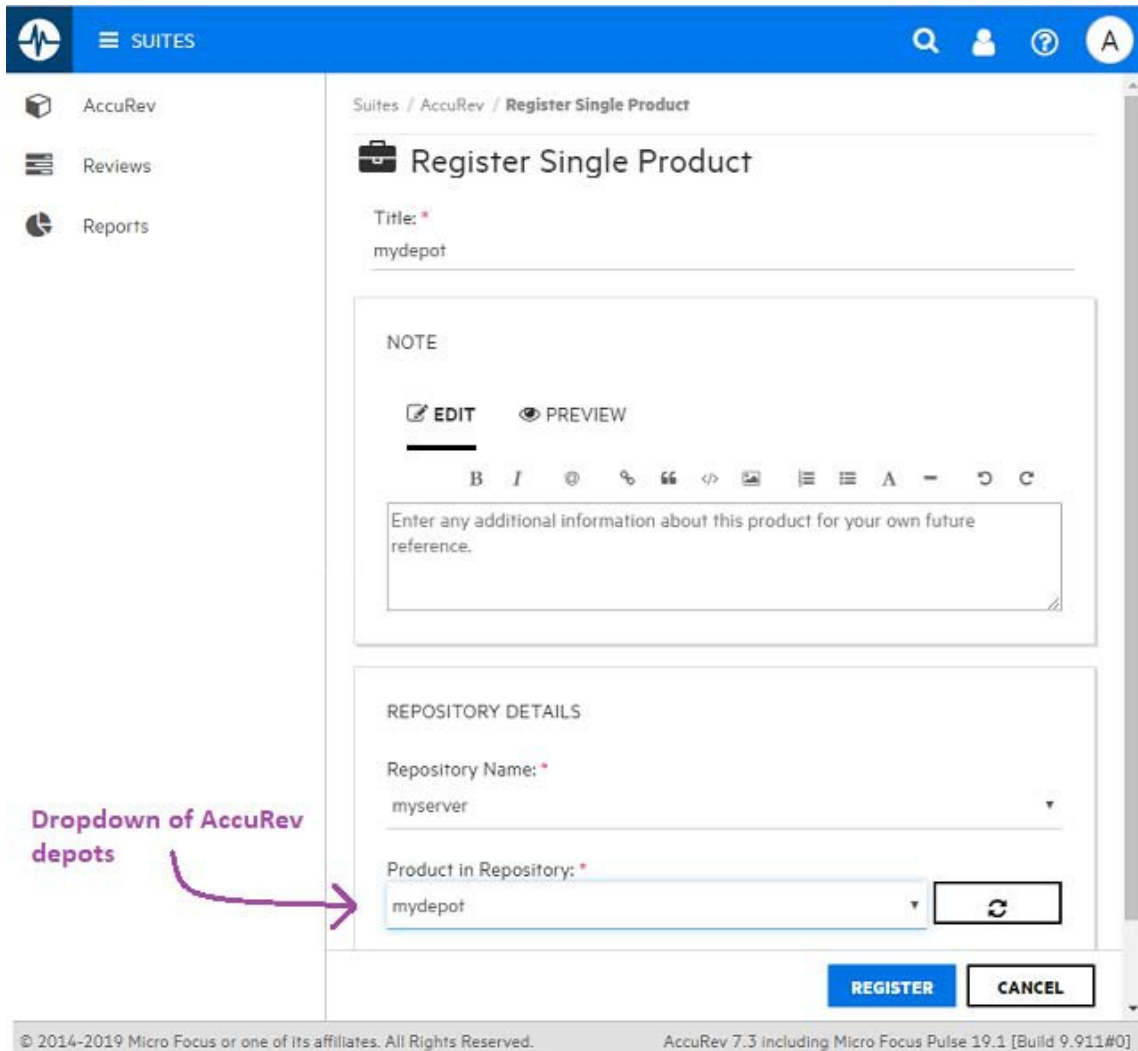 SUITES
A
AccuRev
Reviews
Reports
Suites / AccuRev / Register Single Product
Register Single Product
Title: *
mydepot
NOTE
EDIT PREVIEW
B I @ A
Enter any additional information about this product for your own future
reference.
REPOSITORY DETAILS
Repository Name: *
myserver
Dropdown of AccuRev
depots
Product in Repository: *
mydepot
REGISTER CANCEL
© 2014-2019 Micro Focus or one of its affiliates. All Rights Reserved. AccuRev 7.3 including Micro Focus Pulse 19.1 [Build 9.911#0]